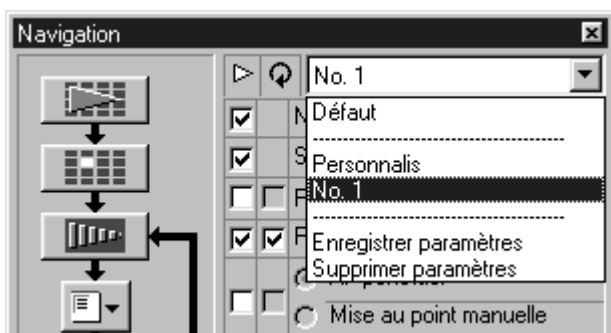 Navigation
No. 1
Défaut
Personnalis
No. 1
Enregistrer paramètres
Supprimer paramètres
Mise au point manuelle